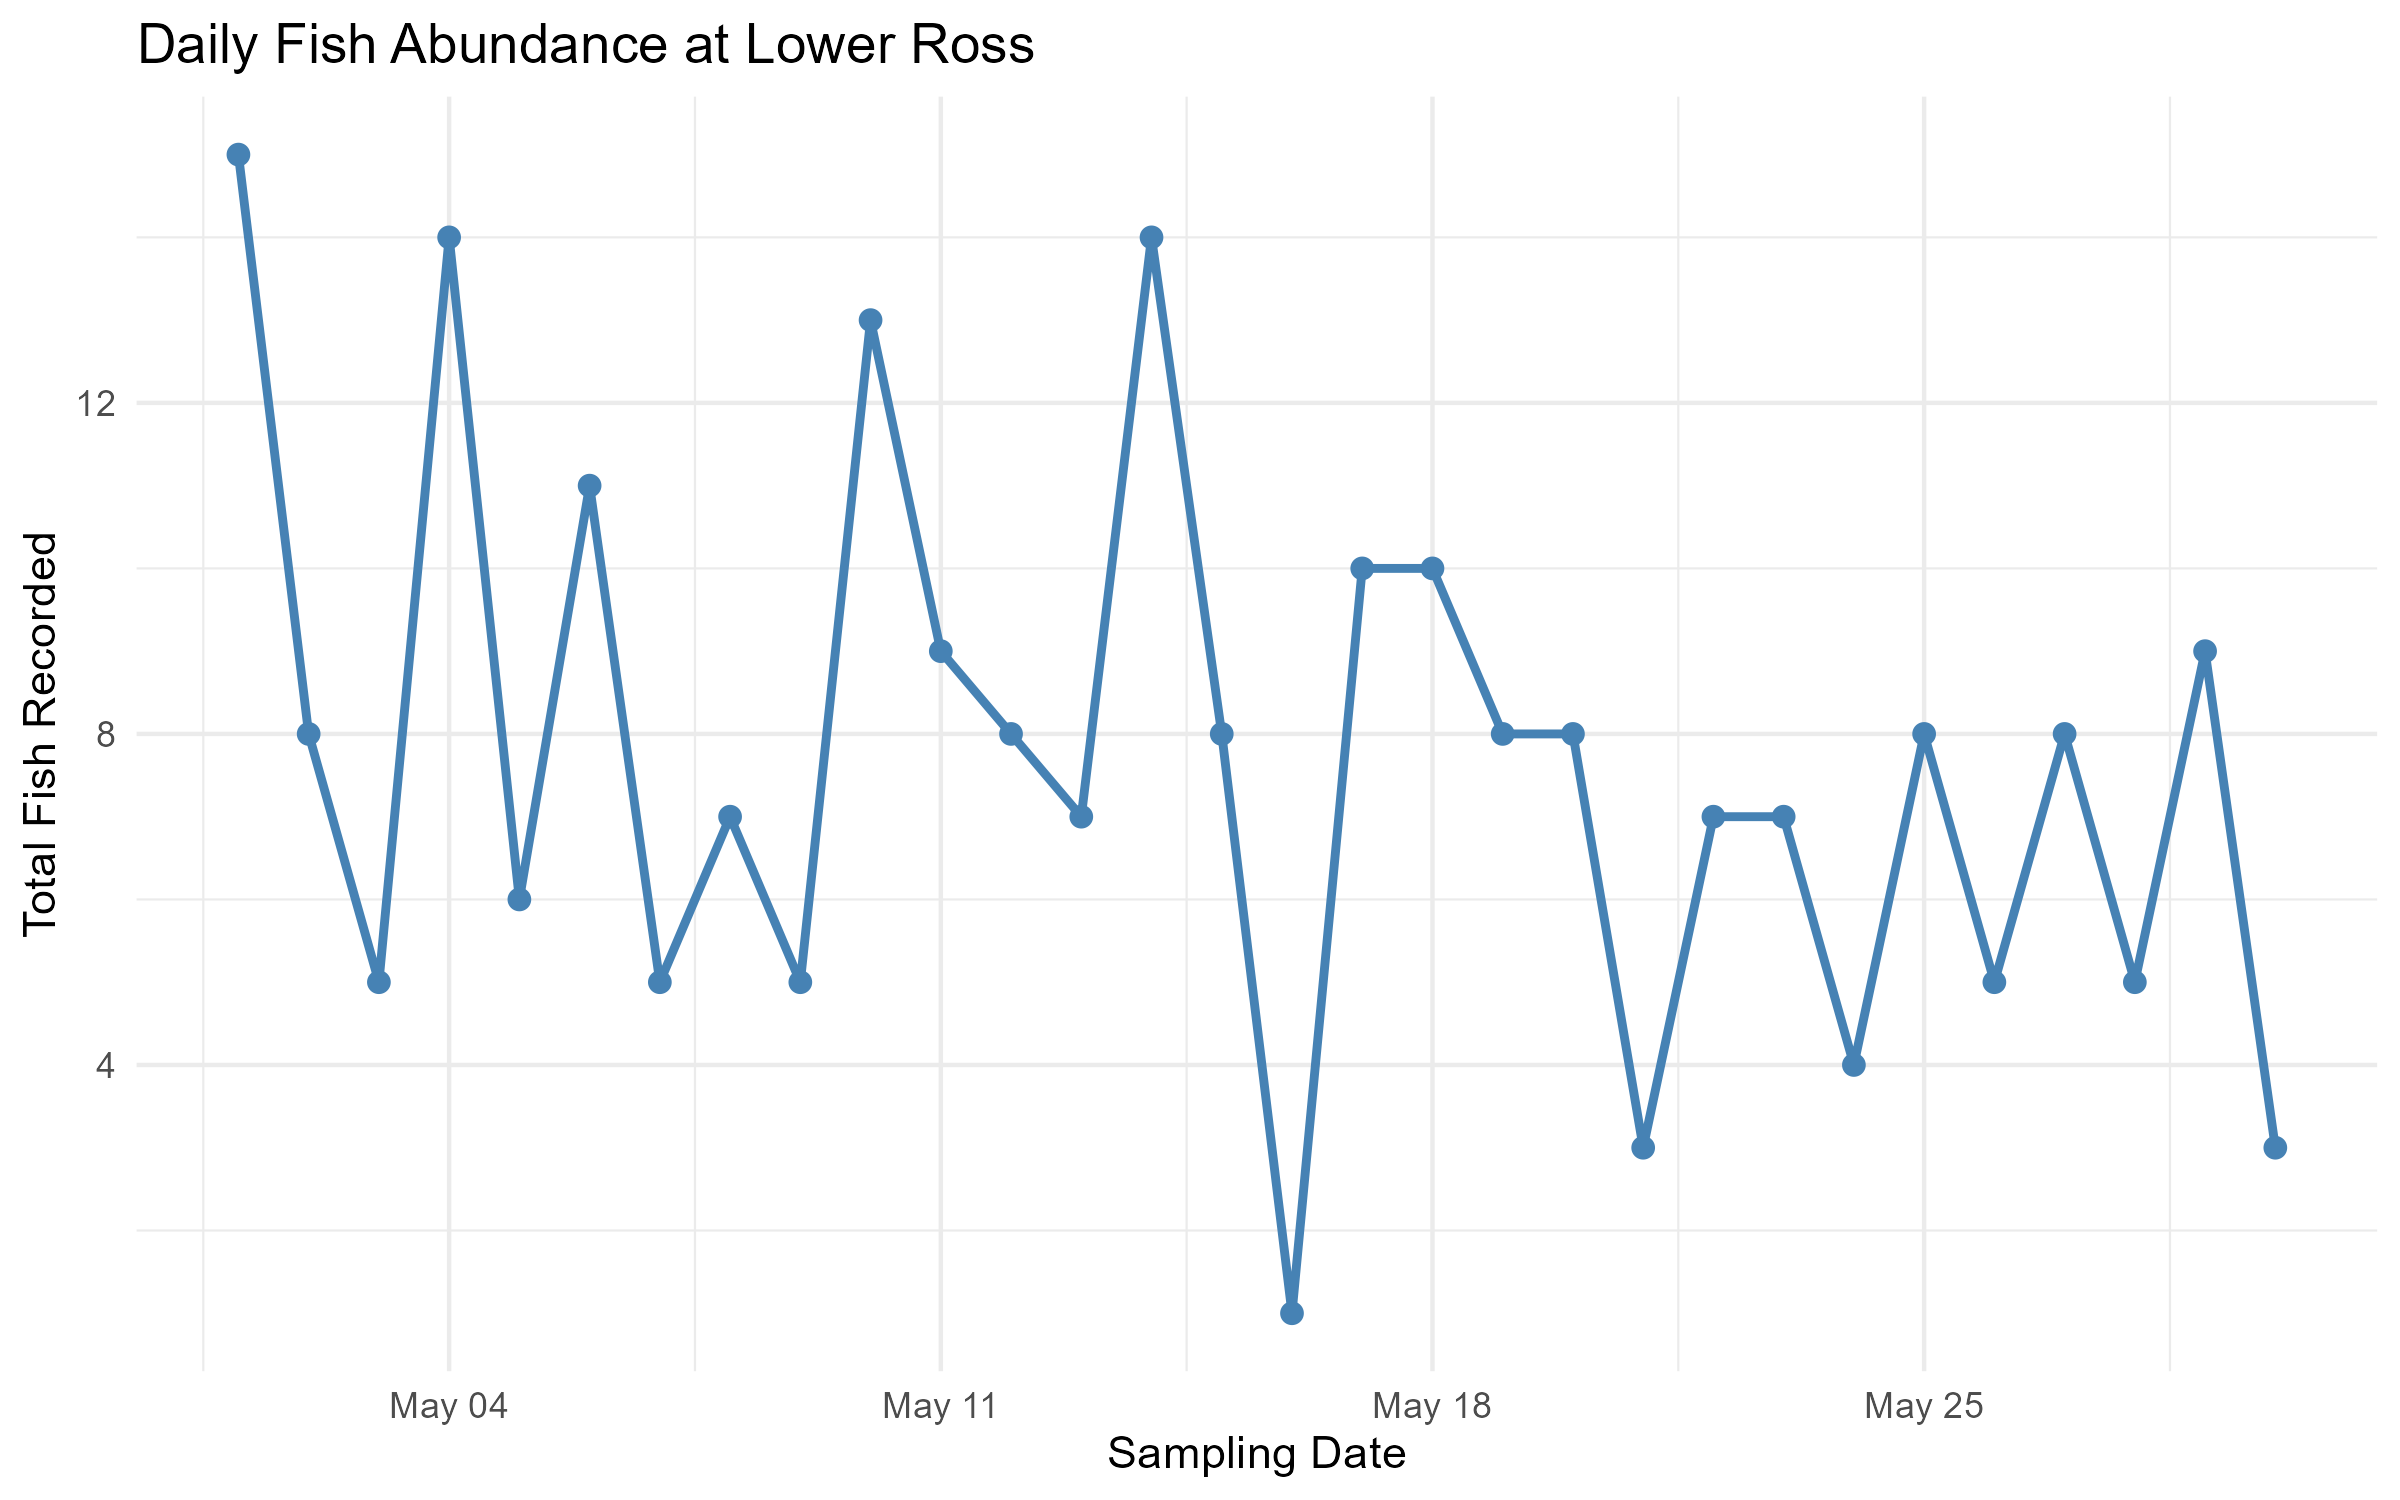 Daily Fish Abundance at Lower Ross
Total Fish Recorded
12
8
4
May 04
May 11
May 18
May 25
Sampling Date